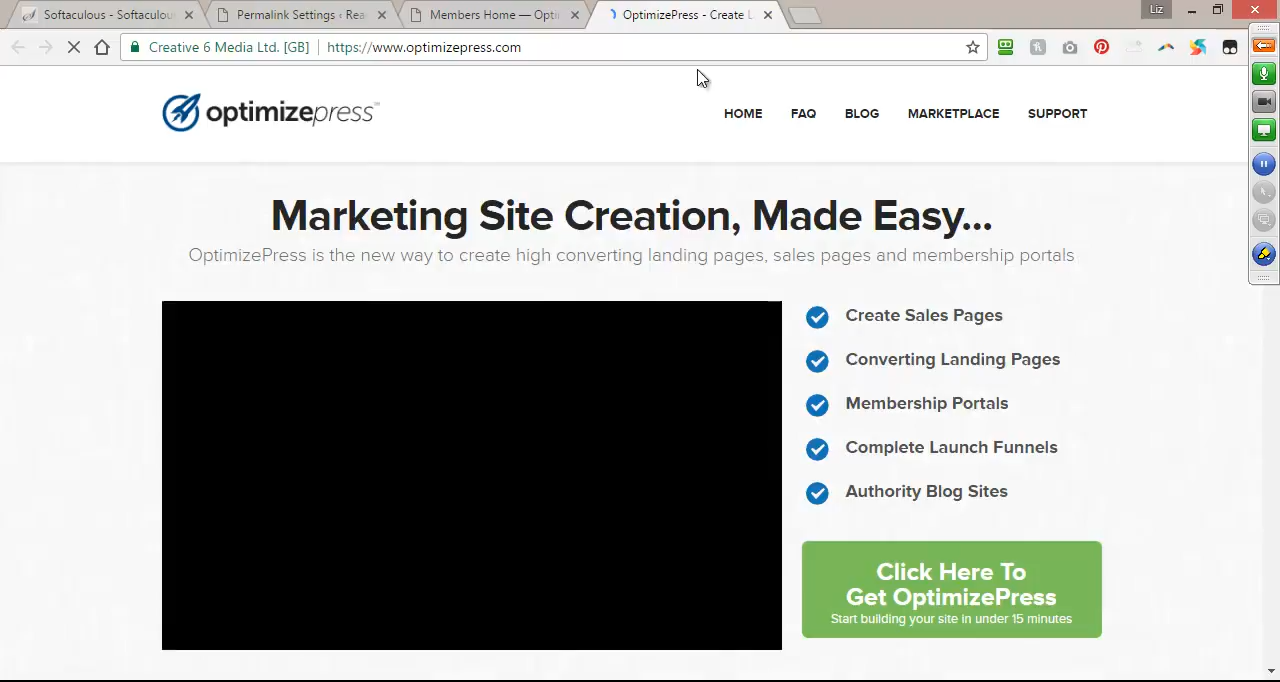 Softaculous - Softaculou
Permalink Settings ‹ Rea
Members Home — Opti
OptimizePress - Create L
Liz
Creative 6 Media Ltd. [GB]
https://www.optimizepress.com
optimizepress™
HOME
FAQ
BLOG
MARKETPLACE
SUPPORT
Marketing Site Creation, Made Easy...
OptimizePress is the new way to create high converting landing pages, sales pages and membership portals
Create Sales Pages
Converting Landing Pages
Membership Portals
Complete Launch Funnels
Authority Blog Sites
Click Here To
Get OptimizePress
Start building your site in under 15 minutes